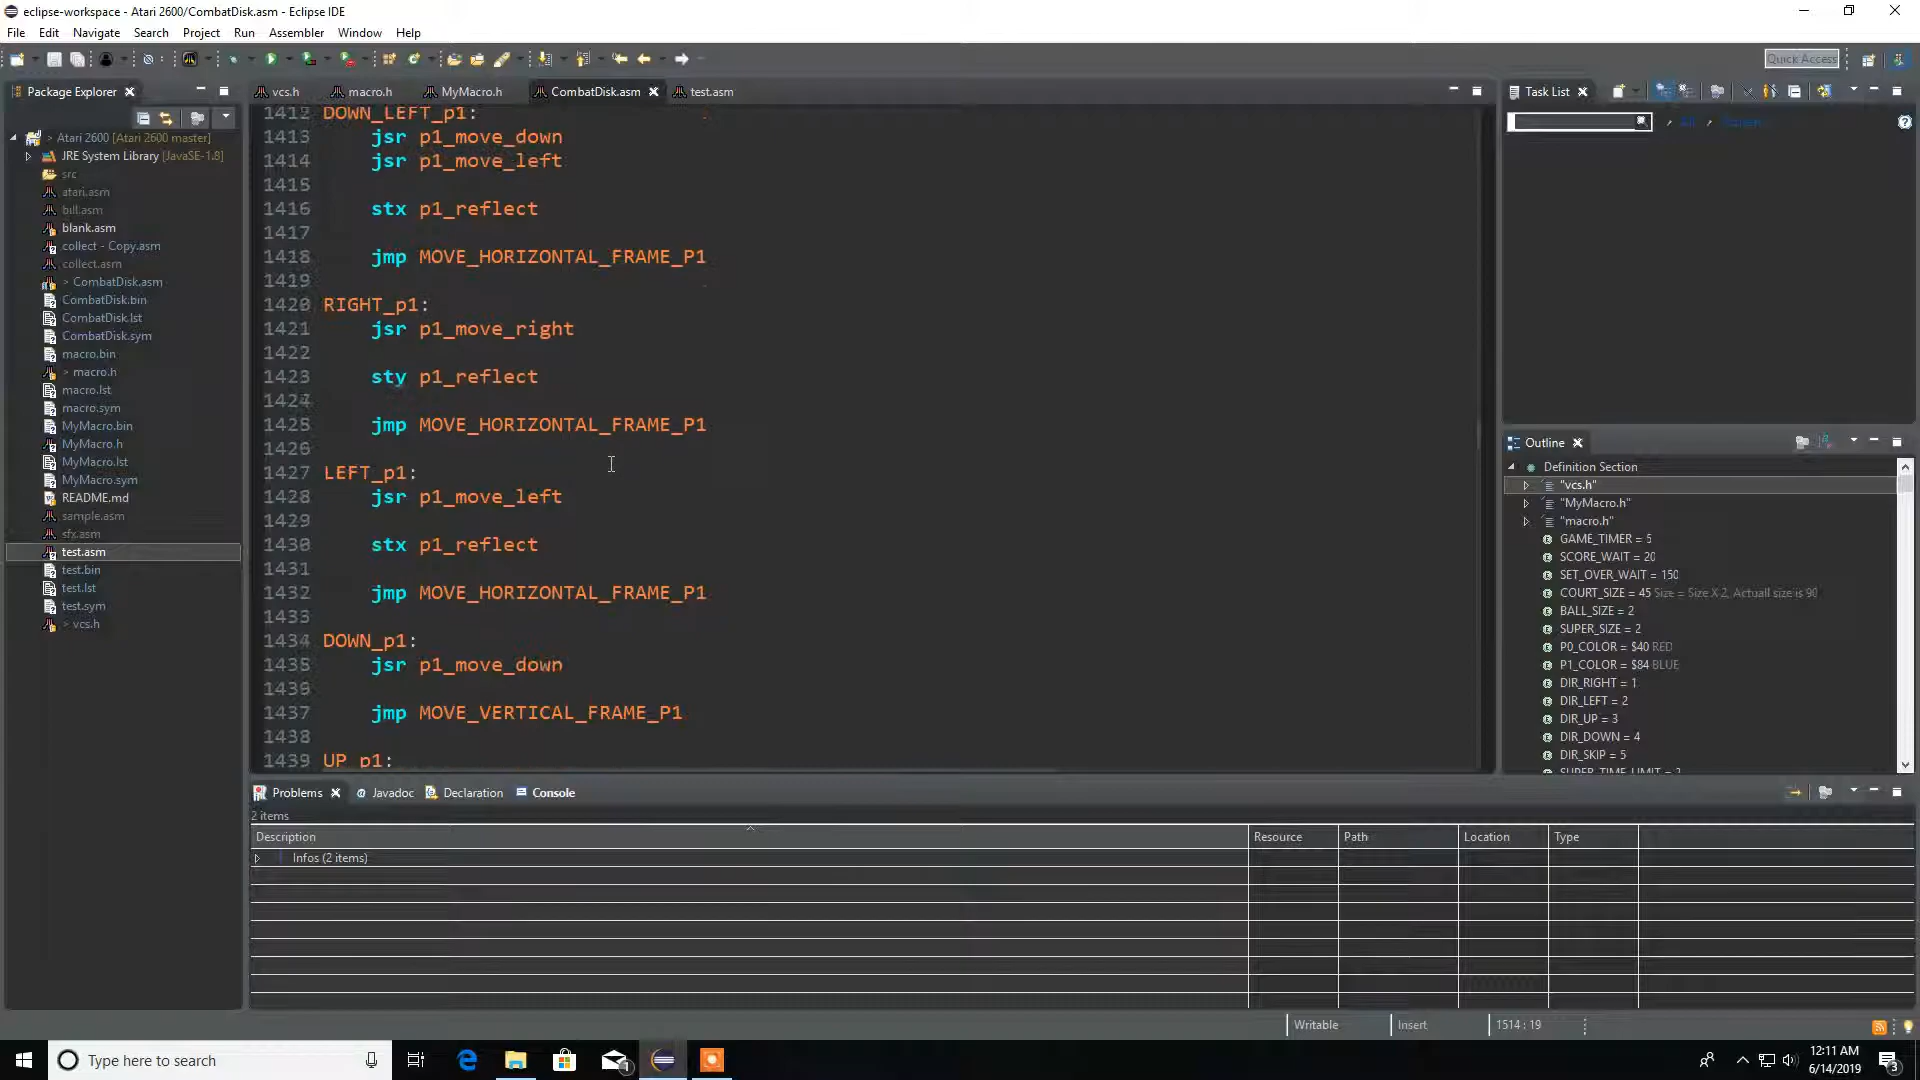 eclipse-workspace - Atari 2600/CombatDisk.asm - Eclipse IDE
File Edit Navigate Search Project Run Assembler Window Help
Quick Access
Package Explorer
> Atari 2600 [Atari 2600 master]
JRE System Library [JavaSE-1.8]
src
atari.asm
bill.asm
blank.asm
collect - Copy.asm
collect.asm
> CombatDisk.asm
CombatDisk.bin
CombatDisk.lst
CombatDisk.sym
macro.bin
> macro.h
macro.lst
macro.sym
MyMacro.bin
MyMacro.h
MyMacro.lst
MyMacro.sym
README.md
sample.asm
sfx.asm
test.asm
test.bin
test.lst
test.sym
> vcs.h
vcs.h macro.h MyMacro.h CombatDisk.asm test.asm
1412 DOWN_LEFT_p1:
1413 jsr p1_move_down
1414 jsr p1_move_left
1415
1416 stx p1_reflect
1417
1418 jmp MOVE_HORIZONTAL_FRAME_P1
1419
1420 RIGHT_p1:
1421 jsr p1_move_right
1422
1423 sty p1_reflect
1424
1425 jmp MOVE_HORIZONTAL_FRAME_P1
1426
1427 LEFT_p1:
1428 jsr p1_move_left
1429
1430 stx p1_reflect
1431
1432 jmp MOVE_HORIZONTAL_FRAME_P1
1433
1434 DOWN_p1:
1435 jsr p1_move_down
1436
1437 jmp MOVE_VERTICAL_FRAME_P1
1438
1439 UP_p1:
Task List
Outline
Definition Section
"vcs.h"
"MyMacro.h"
"macro.h"
GAME_TIMER = 5
SCORE_WAIT = 20
SET_OVER_WAIT = 150
COURT_SIZE = 45 Size = Size X 2, Actuall size is 90
BALL_SIZE = 2
SUPER_SIZE = 2
P0_COLOR = $40 RED
P1_COLOR = $84 BLUE
DIR_RIGHT = 1
DIR_LEFT = 2
DIR_UP = 3
DIR_DOWN = 4
DIR_SKIP = 5
SUPER_TIME_LIMIT = 2
Problems Javadoc Declaration Console
2 items
Description Resource Path Location Type
Infos (2 items)
Writable Insert 1514 : 19
Type here to search
12:11 AM
6/14/2019